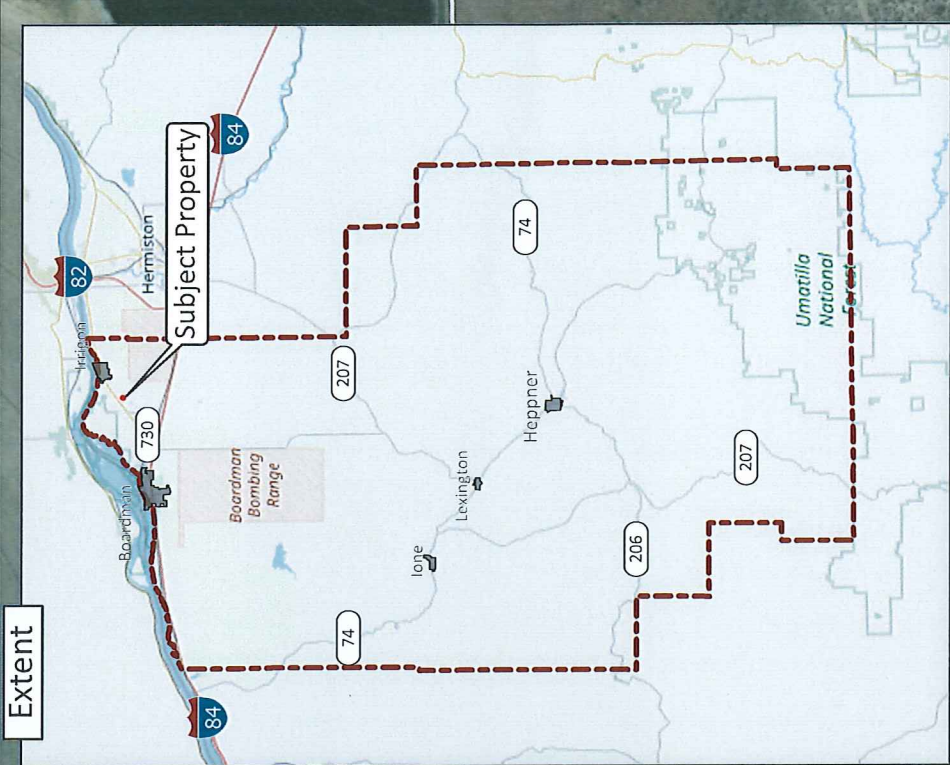 Extent
82
Irrigon
Hermiston
84
Subject Property
Boardman
730
207
74
Boardman
Bombing
Range
Lexington
Heppner
Ione
74
84
206
207
Umatilla
National
Forest